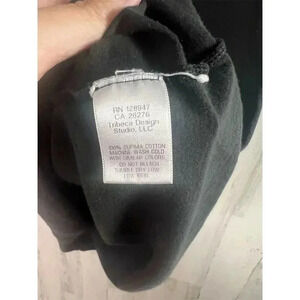 RN 128947
CA 28276
Tribeca Design
Studio, LLC
100% SUPIMA COTTON
MACHINE WASH COLD
WITH SIMILAR COLORS
DO NOT BLEACH
TUMBLE DRY LOW
LOW IRON